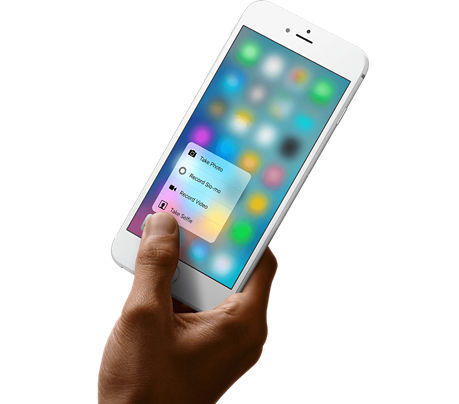 Take Photo
Record Slo-mo
Record Video
Take Selfie